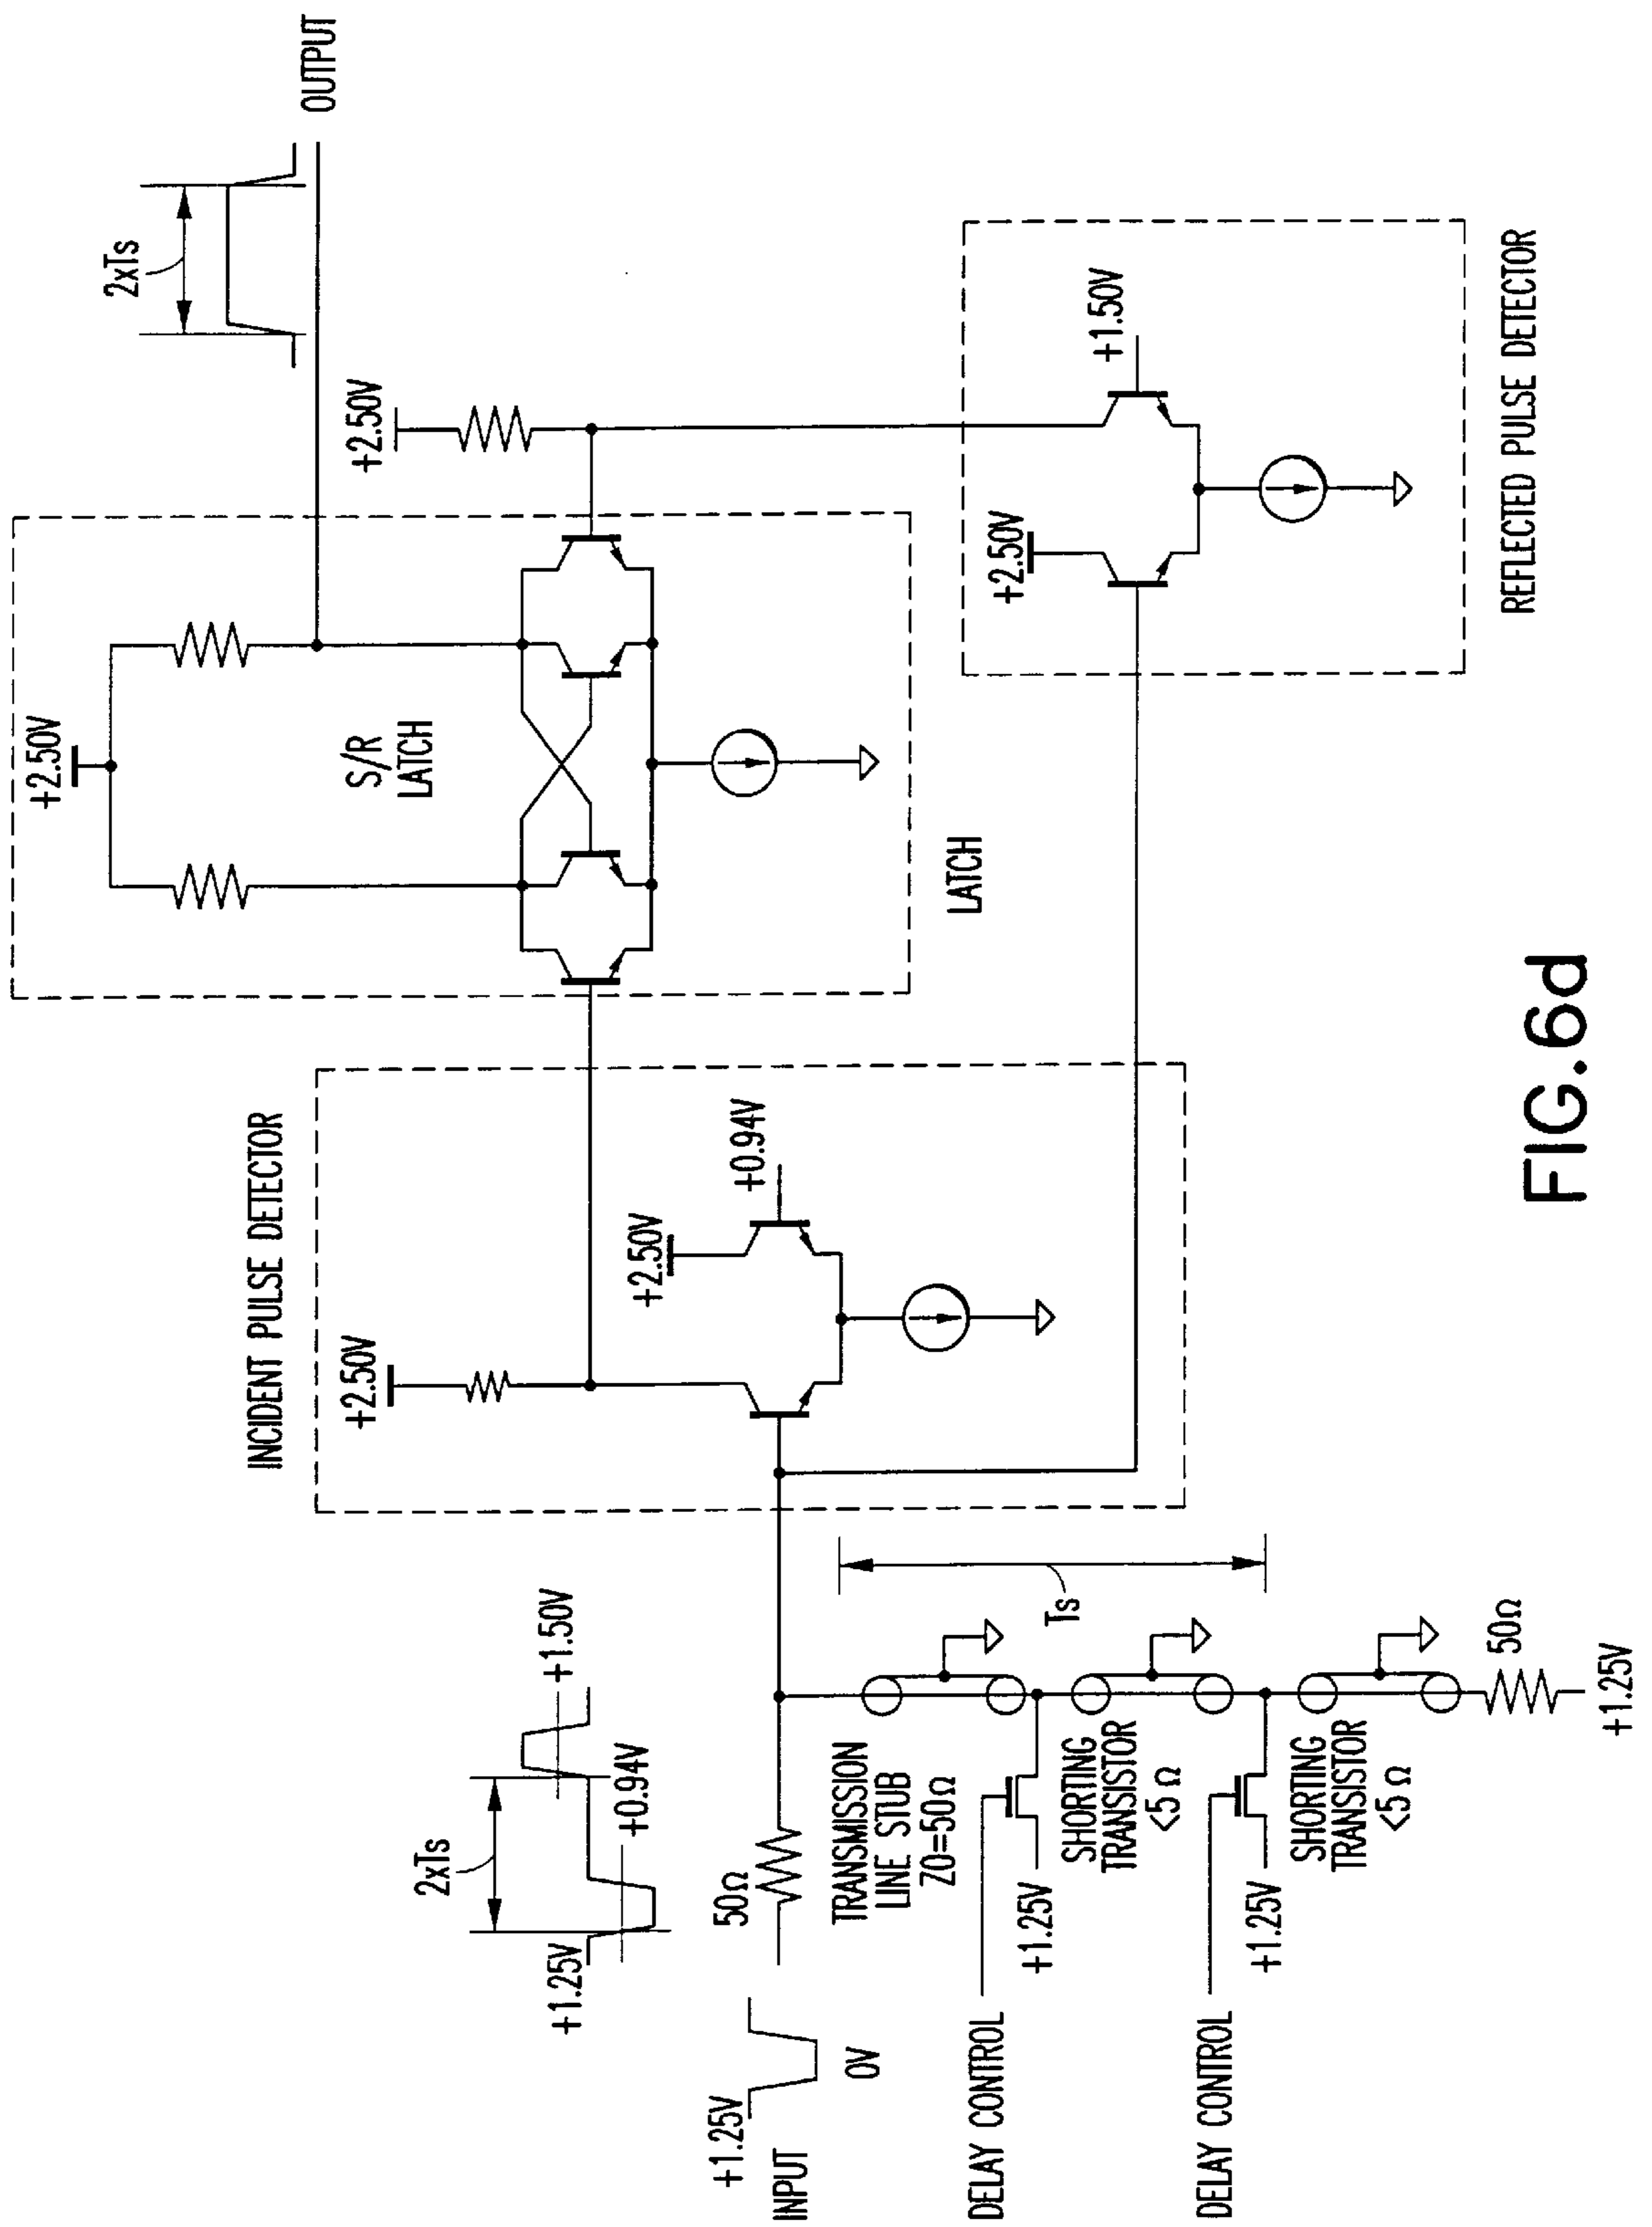 OUTPUT
2xTs
+2.50V
+2.50V
S/R
LATCH
LATCH
INCIDENT PULSE DETECTOR
+2.50V
+2.50V
+0.94V
+2.50V
+1.50V
REFLECTED PULSE DETECTOR
2xTs
+1.25V
+0.94V
+1.50V
+1.25V
0V
INPUT
50Ω
TRANSMISSION
LINE STUB
Z0=50Ω
Ts
DELAY CONTROL
+1.25V
SHORTING
TRANSISTOR
<5 Ω
DELAY CONTROL
+1.25V
SHORTING
TRANSISTOR
<5 Ω
50Ω
+1.25V
FIG.6d